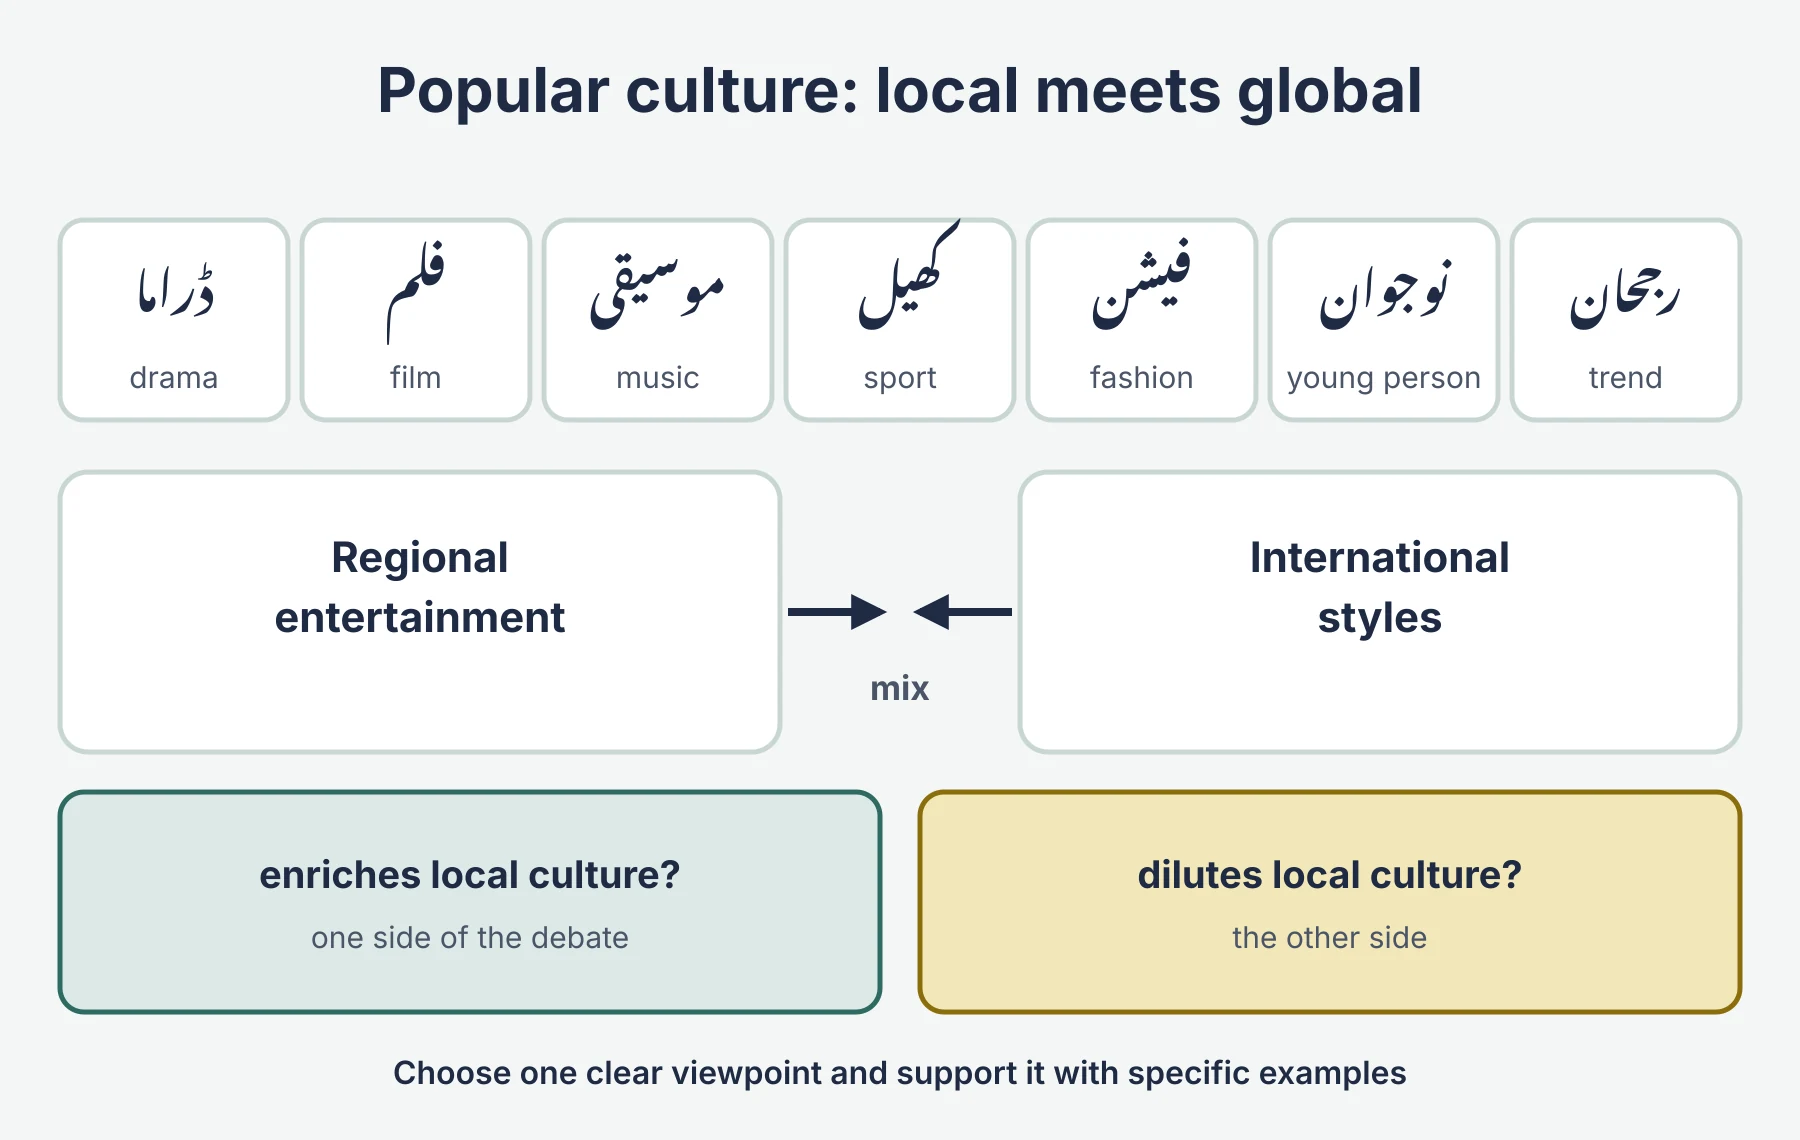 Popular culture: local meets global
ڈراما
drama
فلم
film
موسیقی
music
کھیل
sport
فیشن
fashion
نوجوان
young person
رجحان
trend
Regional
entertainment
mix
International
styles
enriches local culture?
one side of the debate
dilutes local culture?
the other side
Choose one clear viewpoint and support it with specific examples